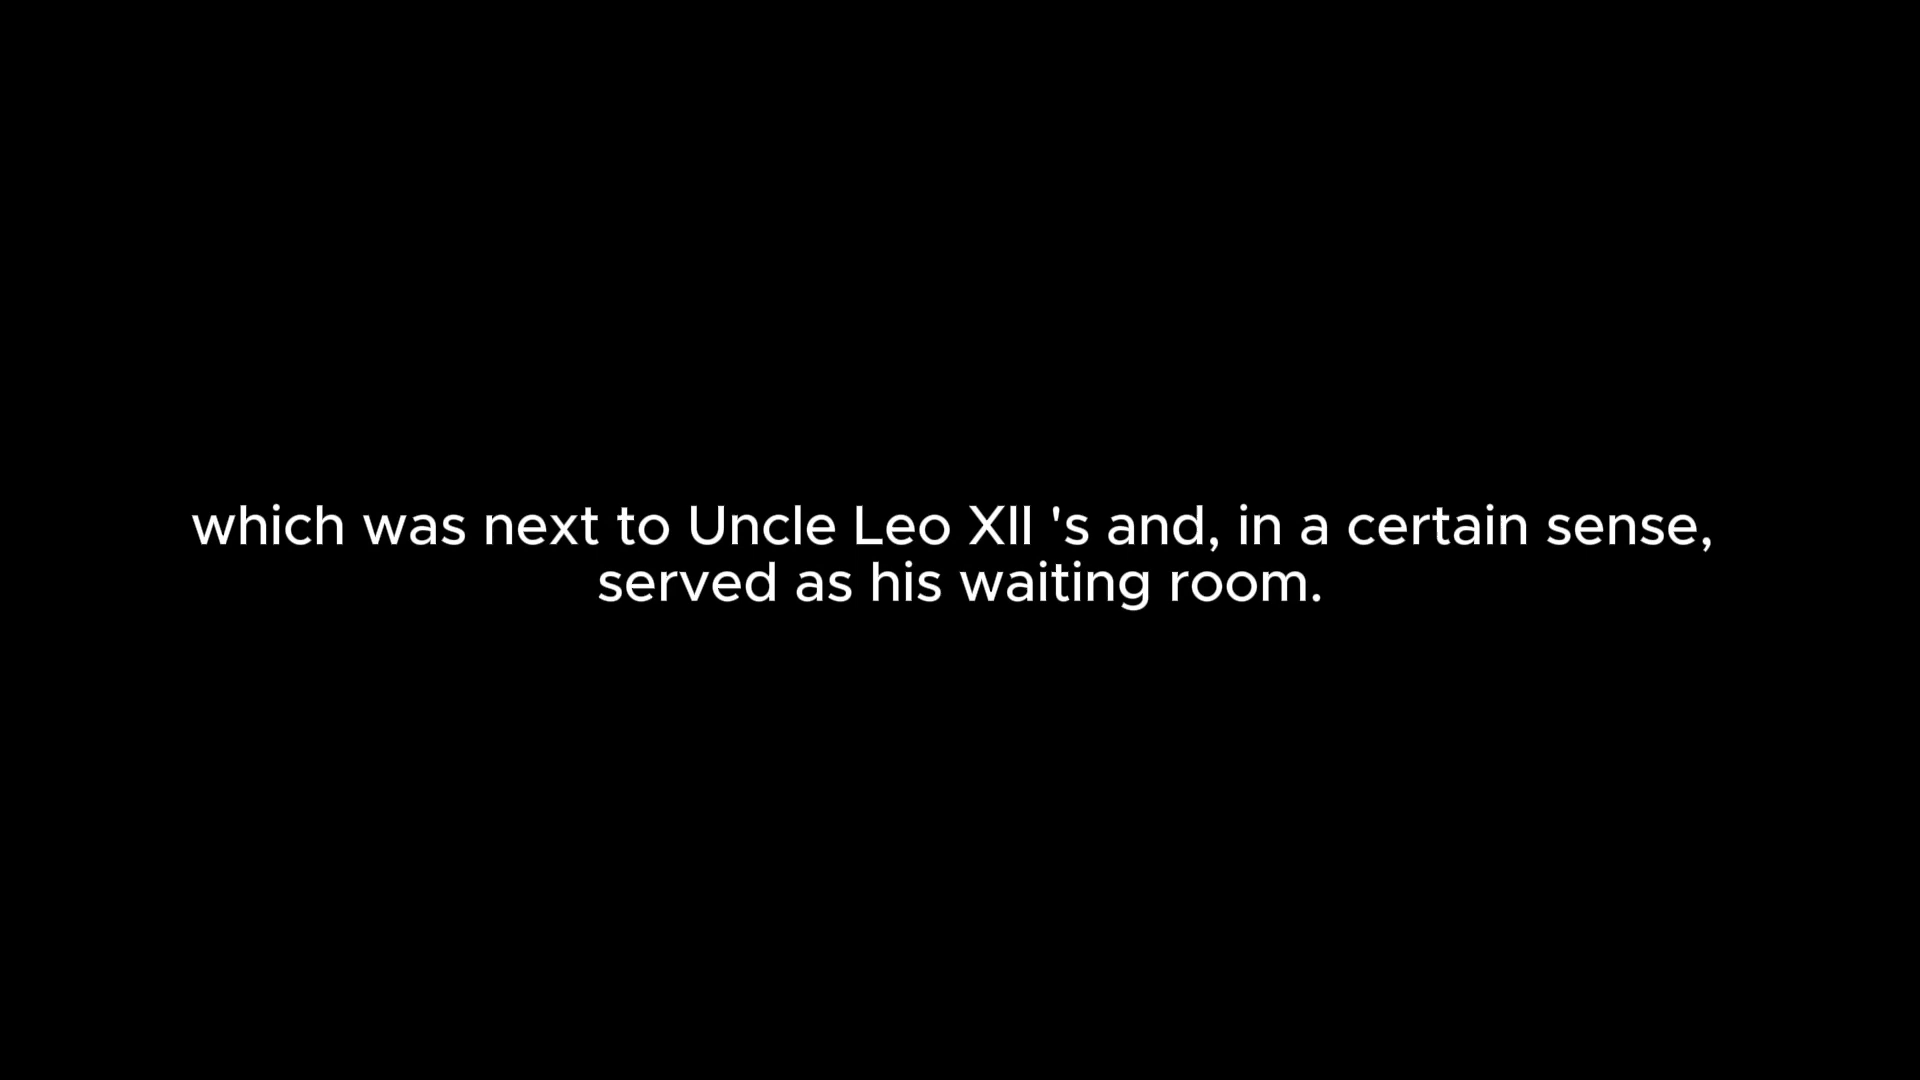 which was next to Uncle Leo XII 's and, in a certain sense,
served as his waiting room.